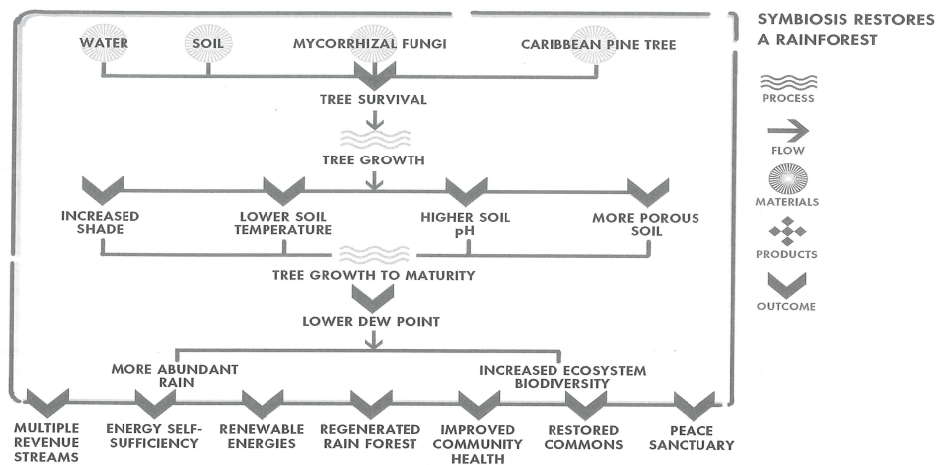 SYMBIOSIS RESTORES
A RAINFOREST
WATER
SOIL
MYCORRHIZAL FUNGI
CARIBBEAN PINE TREE
TREE SURVIVAL
TREE GROWTH
INCREASED
SHADE
LOWER SOIL
TEMPERATURE
HIGHER SOIL
pH
MORE POROUS
SOIL
TREE GROWTH TO MATURITY
LOWER DEW POINT
MORE ABUNDANT
RAIN
INCREASED ECOSYSTEM
BIODIVERSITY
MULTIPLE
REVENUE
STREAMS
ENERGY SELF-
SUFFICIENCY
RENEWABLE
ENERGIES
REGENERATED
RAIN FOREST
IMPROVED
COMMUNITY
HEALTH
RESTORED
COMMONS
PEACE
SANCTUARY
PROCESS
FLOW
MATERIALS
PRODUCTS
OUTCOME